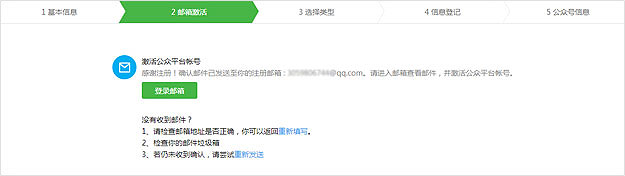 1 基本信息 2 邮箱激活 3 选择类型 4 信息登记 5 公众号信息
激活公众平台帐号
感谢注册！确认邮件已发送至你的注册邮箱：@qq.com。请进入邮箱查看邮件，并激活公众平台帐号。
登录邮箱
没有收到邮件？
1、请检查邮箱地址是否正确，你可以返回重新填写。
2、检查你的邮件垃圾箱
3、若仍未收到确认，请尝试重新发送